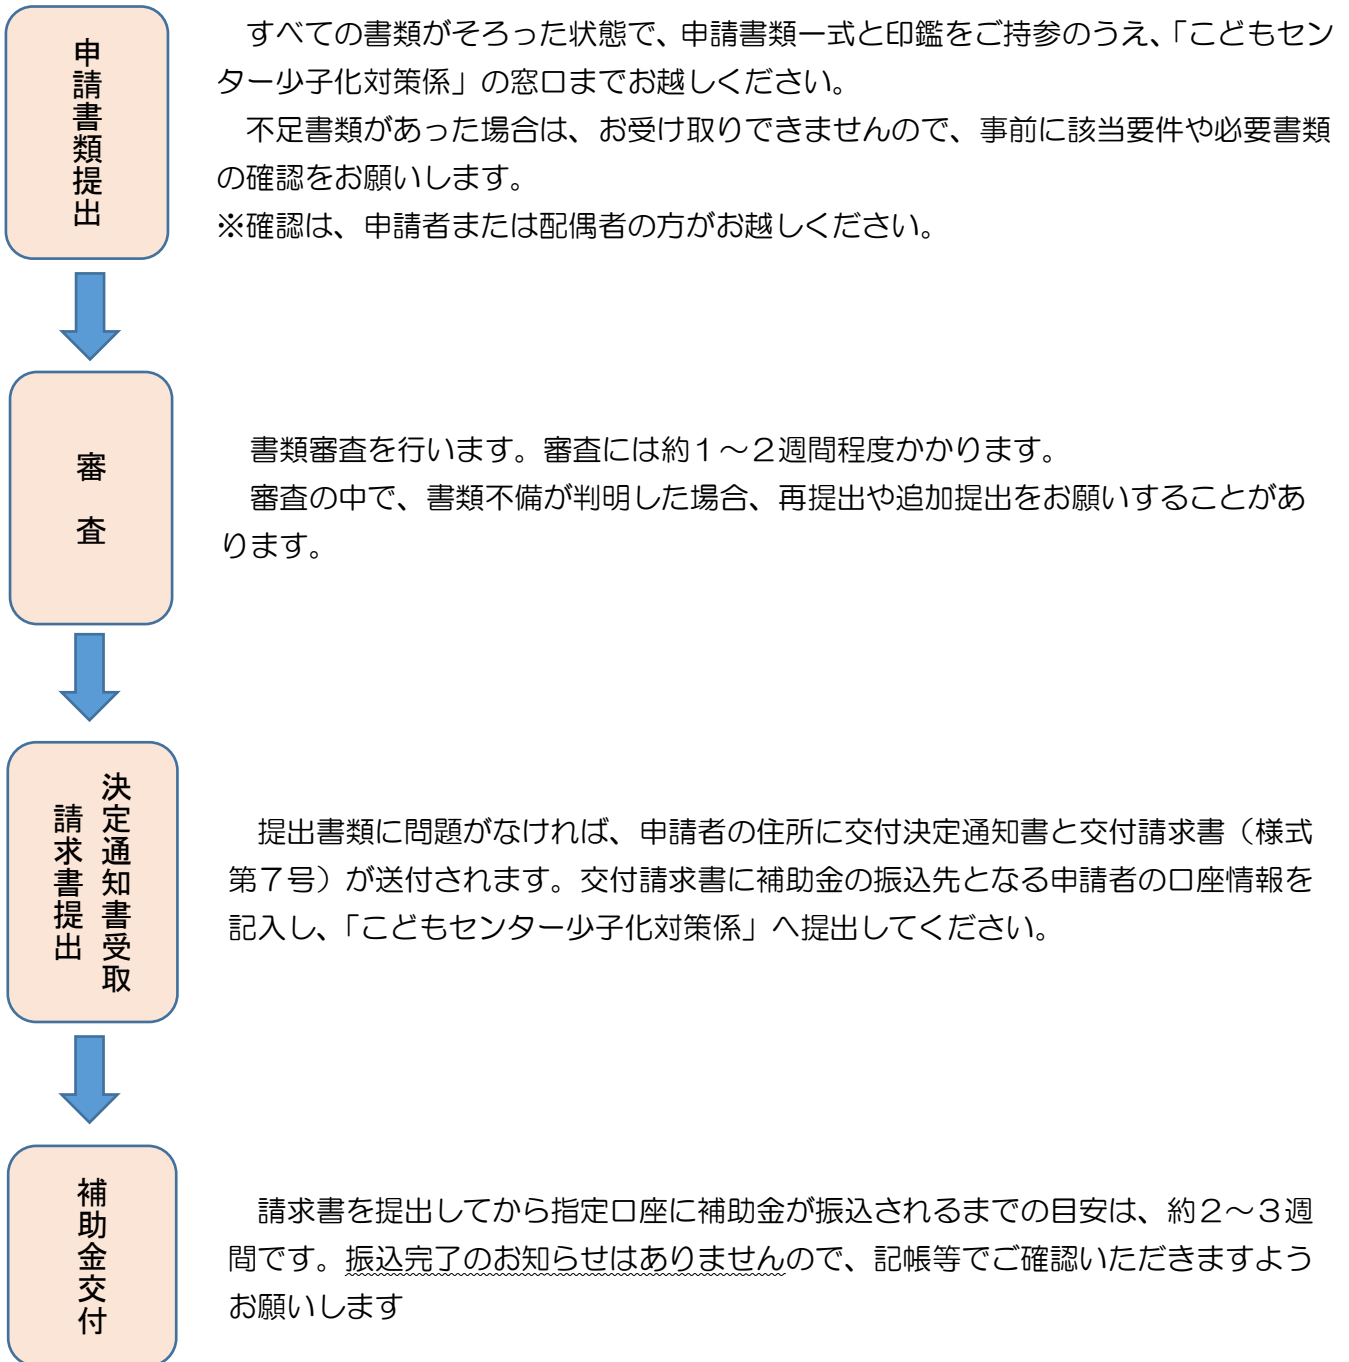 申請書類提出
すべての書類がそろった状態で、申請書類一式と印鑑をご持参のうえ、「こどもセン
ター少子化対策係」の窓口までお越しください。
不足書類があった場合は、お受け取りできませんので、事前に該当要件や必要書類
の確認をお願いします。
※確認は、申請者または配偶者の方がお越しください。
審査
書類審査を行います。審査には約１～２週間程度かかります。
審査の中で、書類不備が判明した場合、再提出や追加提出をお願いすることがあ
ります。
決定通知書受取
請求書提出
提出書類に問題がなければ、申請者の住所に交付決定通知書と交付請求書（様式
第７号）が送付されます。交付請求書に補助金の振込先となる申請者の口座情報を
記入し、「こどもセンター少子化対策係」へ提出してください。
補助金交付
請求書を提出してから指定口座に補助金が振込されるまでの目安は、約２～３週
間です。振込完了のお知らせはありませんので、記帳等でご確認いただきますよう
お願いします